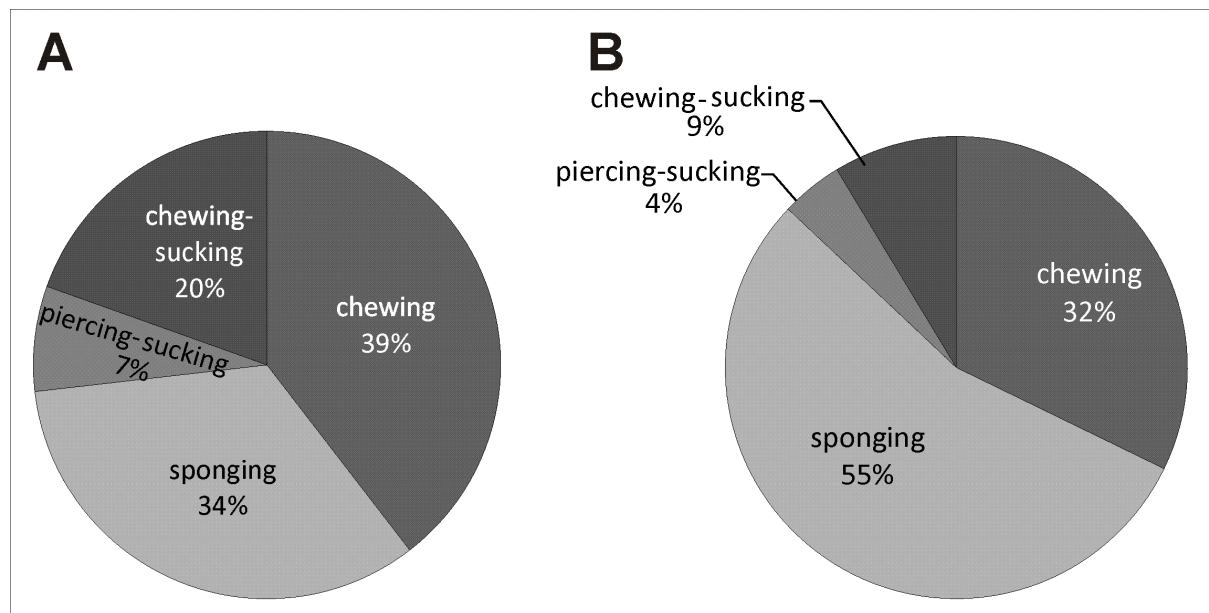 A
chewing-
sucking
20%
chewing
39%
piercing-sucking
7%
sponging
34%
B
chewing-sucking
9%
piercing-sucking
4%
chewing
32%
sponging
55%